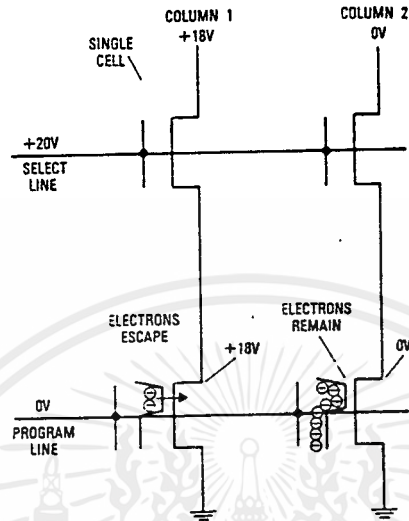 COLUMN 1
+18V
COLUMN 2
0V
SINGLE
CELL
+20V
SELECT
LINE
ELECTRONS
ESCAPE
+18V
ELECTRONS
REMAIN
0V
0V
PROGRAM
LINE